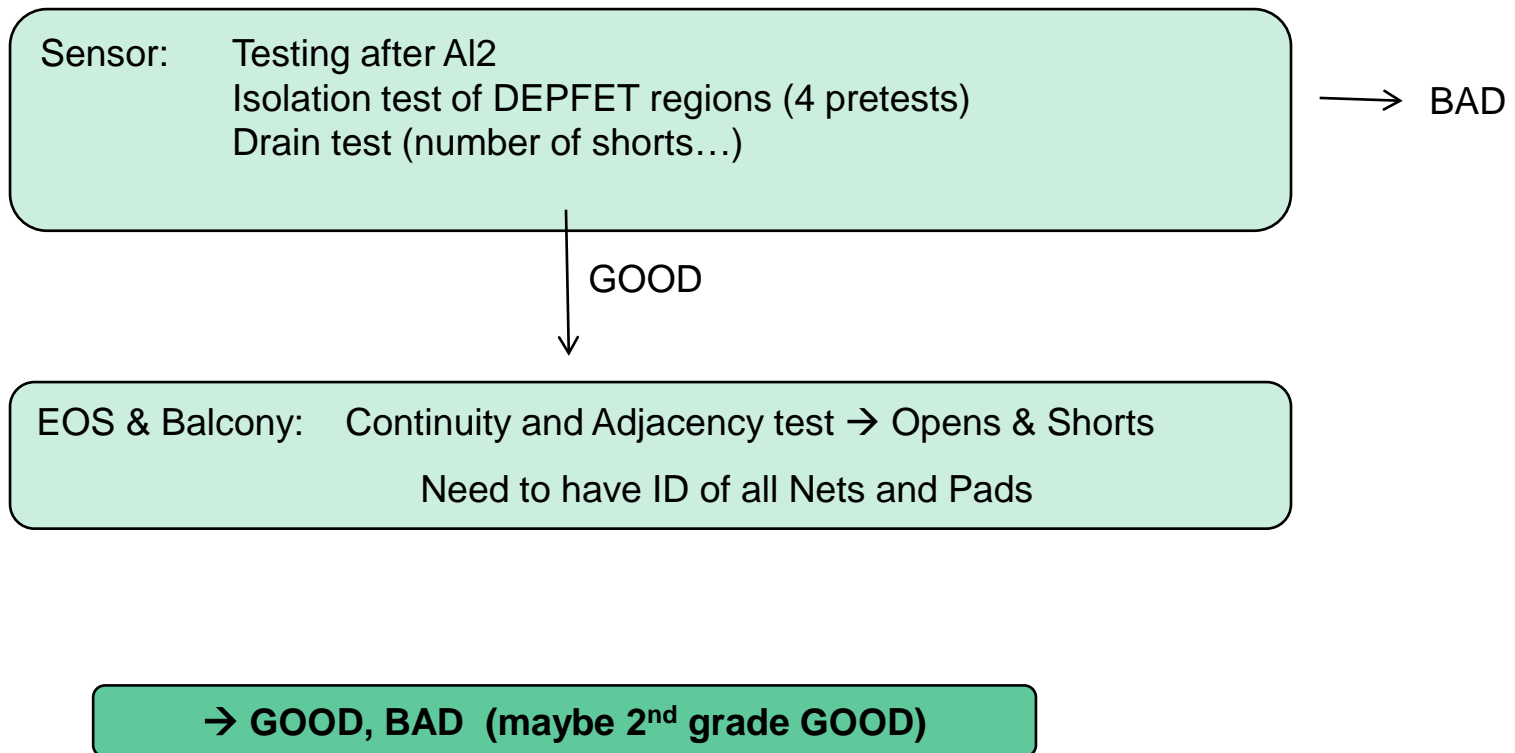 Sensor: Testing after Al2
Isolation test of DEPFET regions (4 pretests)
Drain test (number of shorts…)
BAD
GOOD
EOS & Balcony: Continuity and Adjacency test → Opens & Shorts
Need to have ID of all Nets and Pads
→ GOOD, BAD (maybe 2nd grade GOOD)